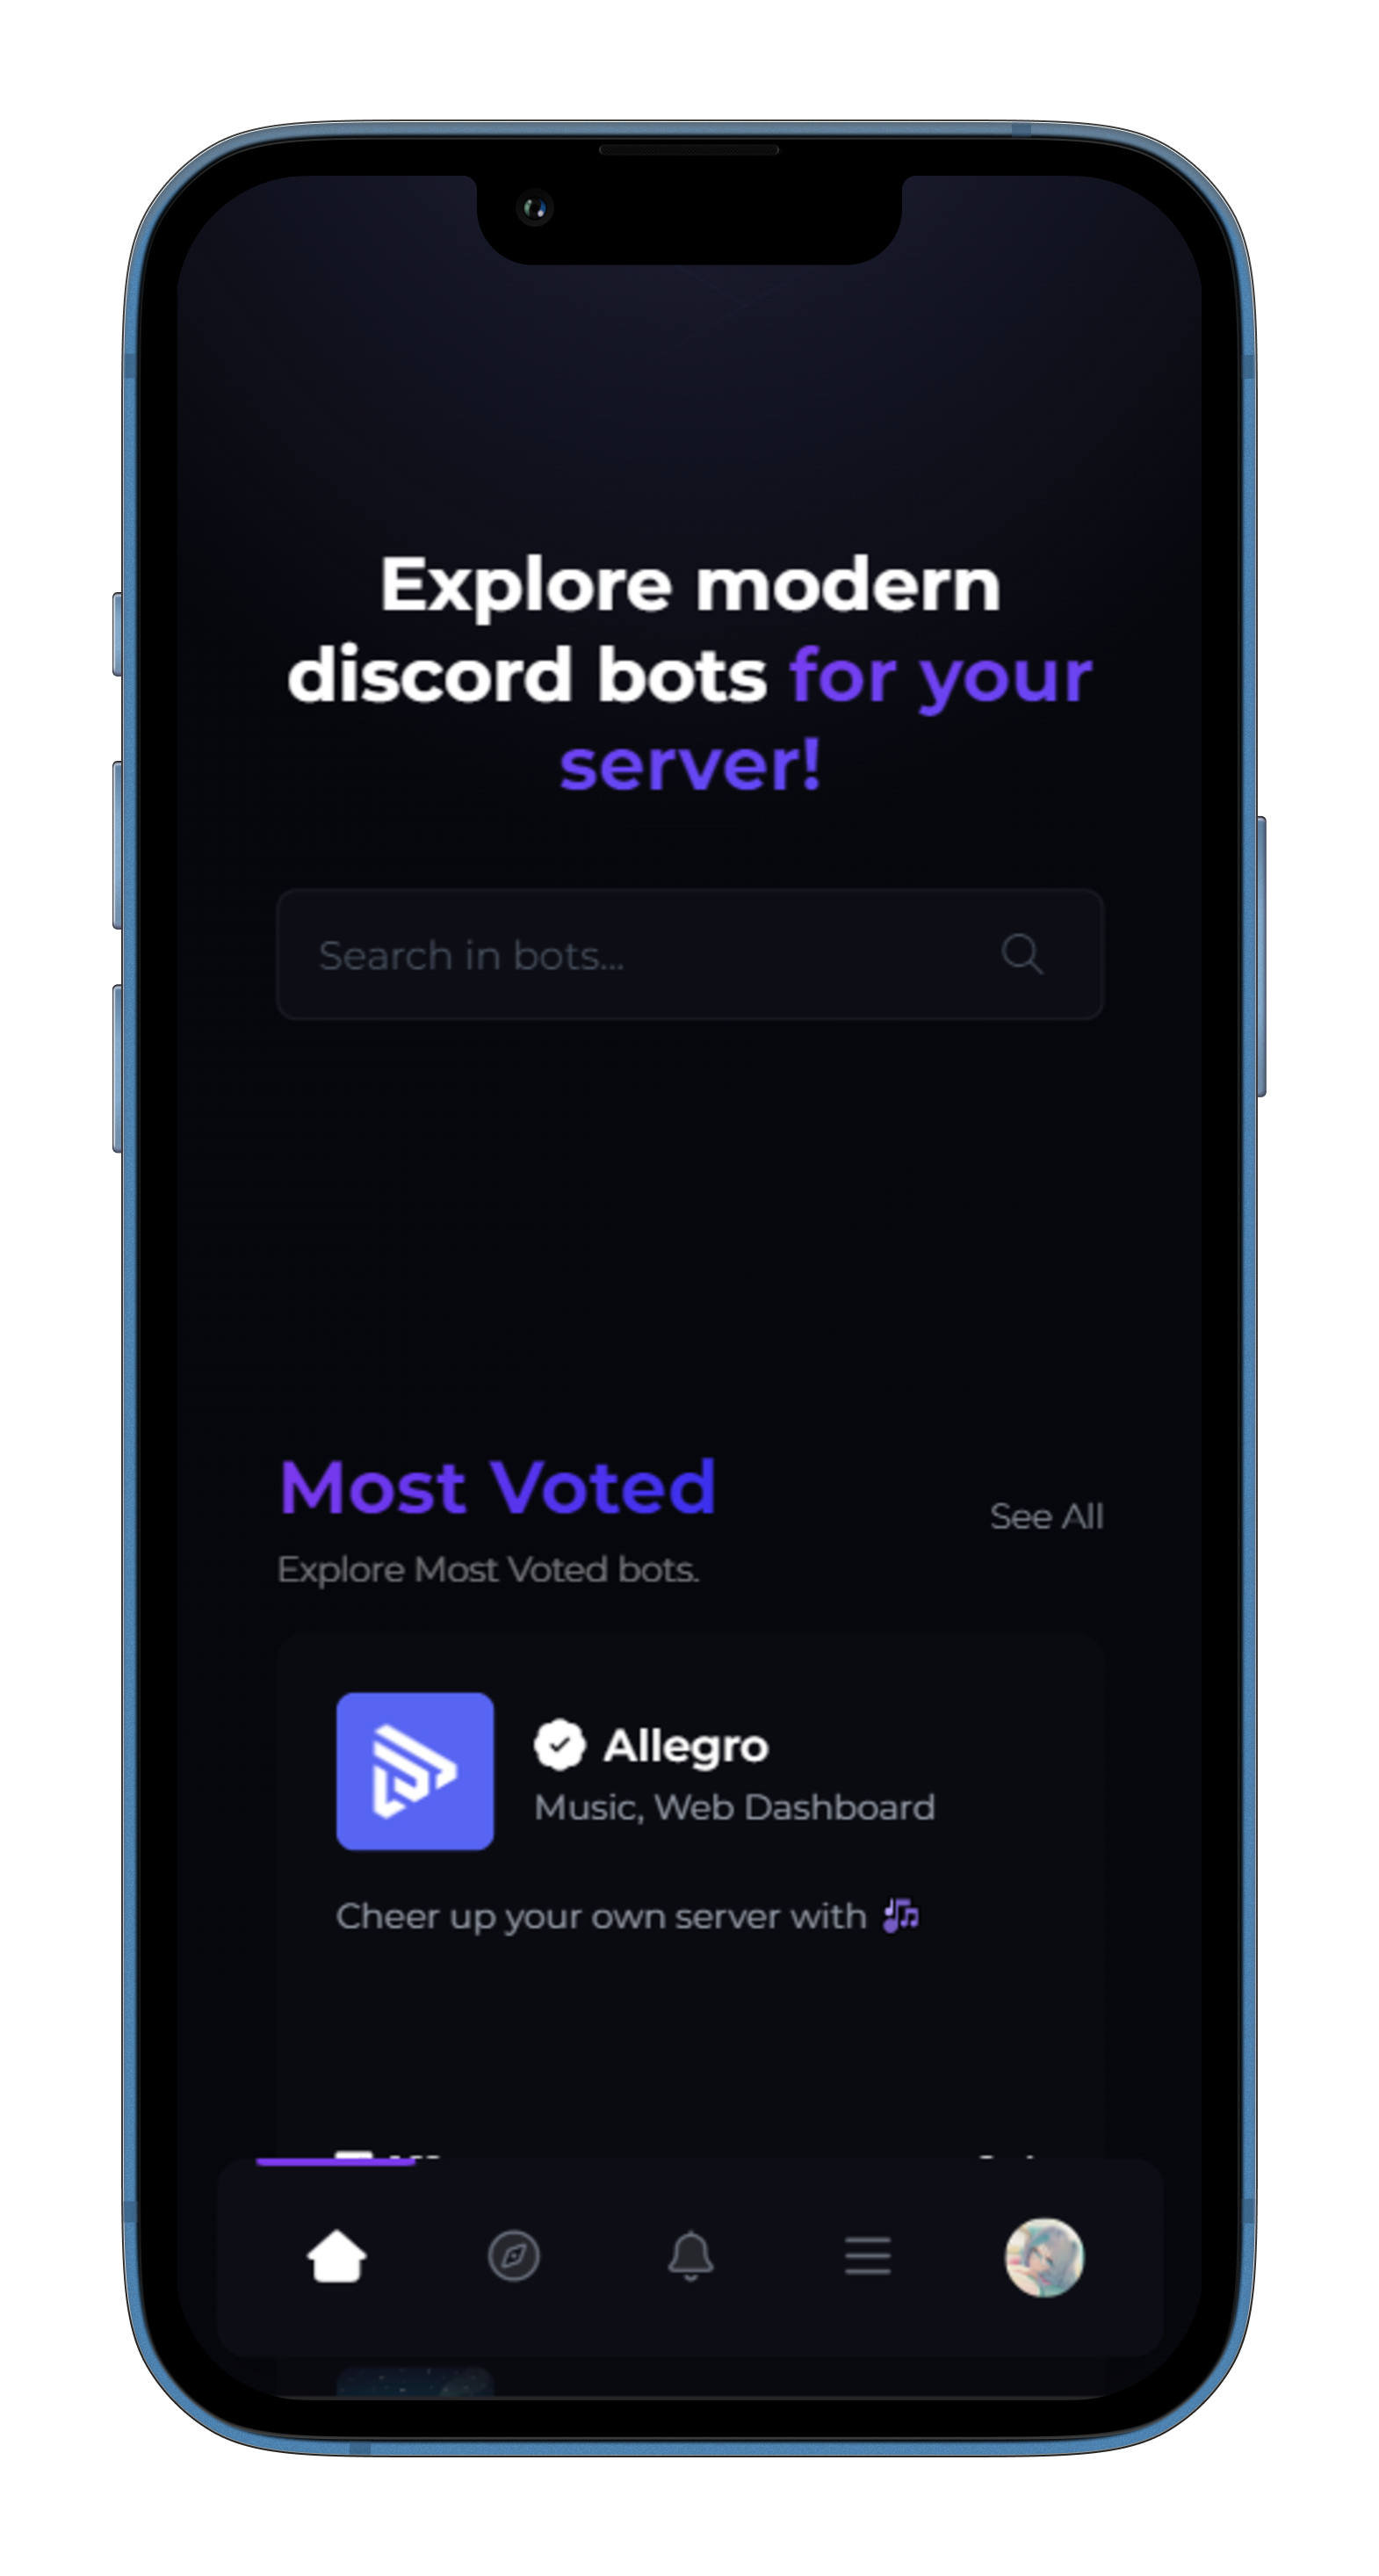 Explore modern
discord bots for your
server!
Search in bots...
Most Voted
See All
Explore Most Voted bots.
Allegro
Music, Web Dashboard
Cheer up your own server with 🎶